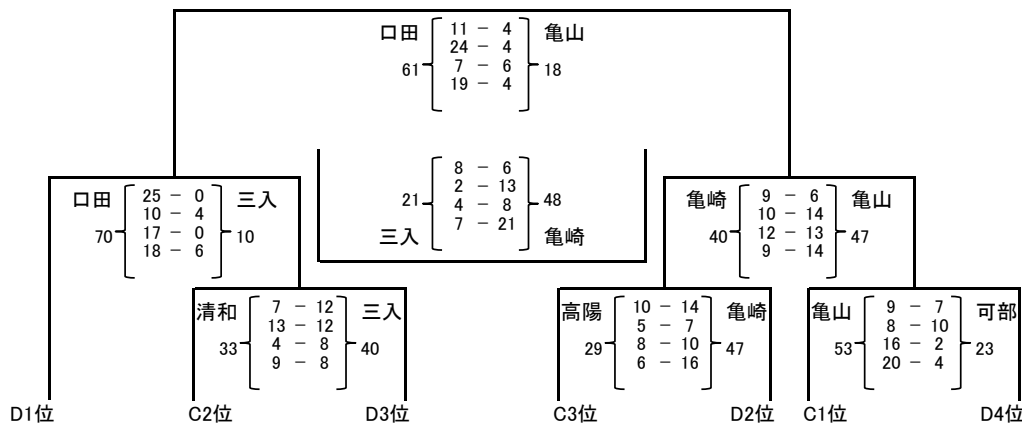 口田 11 － 4 亀山
24 － 4
61 7 － 6 18
19 － 4
8 － 6
2 － 13
21 4 － 8 48
7 － 21
三入 亀崎
口田 25 － 0 三入
10 － 4
70 17 － 0 10
18 － 6
亀崎 9 － 6 亀山
10 － 14
40 12 － 13 47
9 － 14
清和 7 － 12 三入
13 － 12
33 4 － 8 40
9 － 8
高陽 10 － 14 亀崎
5 － 7
29 8 － 10 47
6 － 16
亀山 9 － 7 可部
8 － 10
53 16 － 2 23
20 － 4
D1位 C2位 D3位 C3位 D2位 C1位 D4位